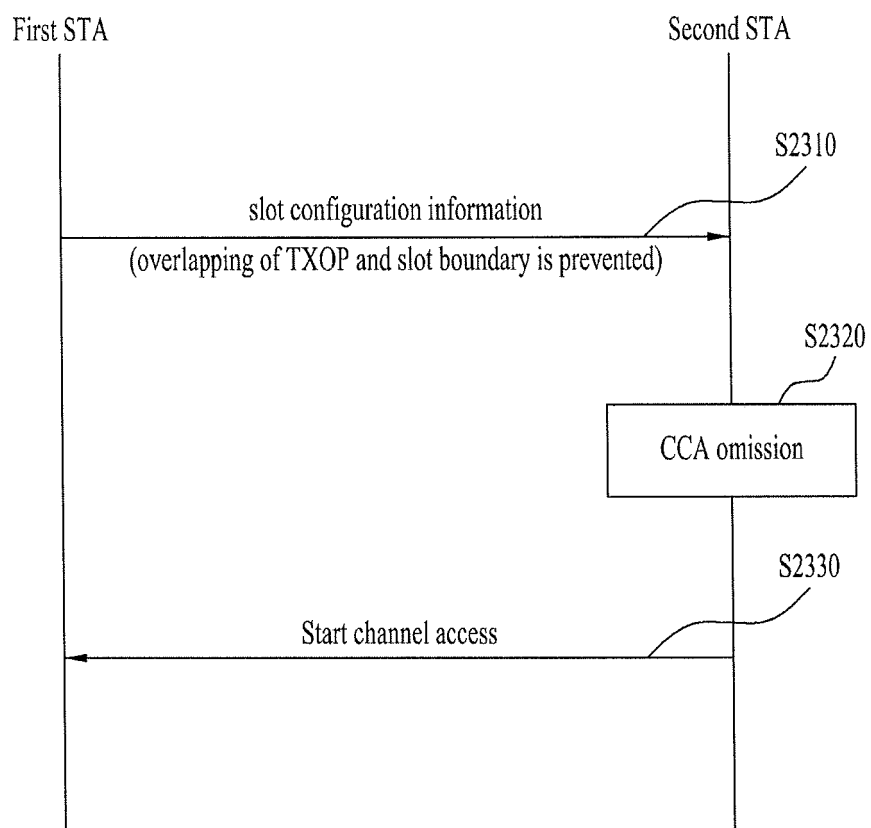 First STA
Second STA
S2310
slot configuration information
(overlapping of TXOP and slot boundary is prevented)
S2320
CCA omission
S2330
Start channel access